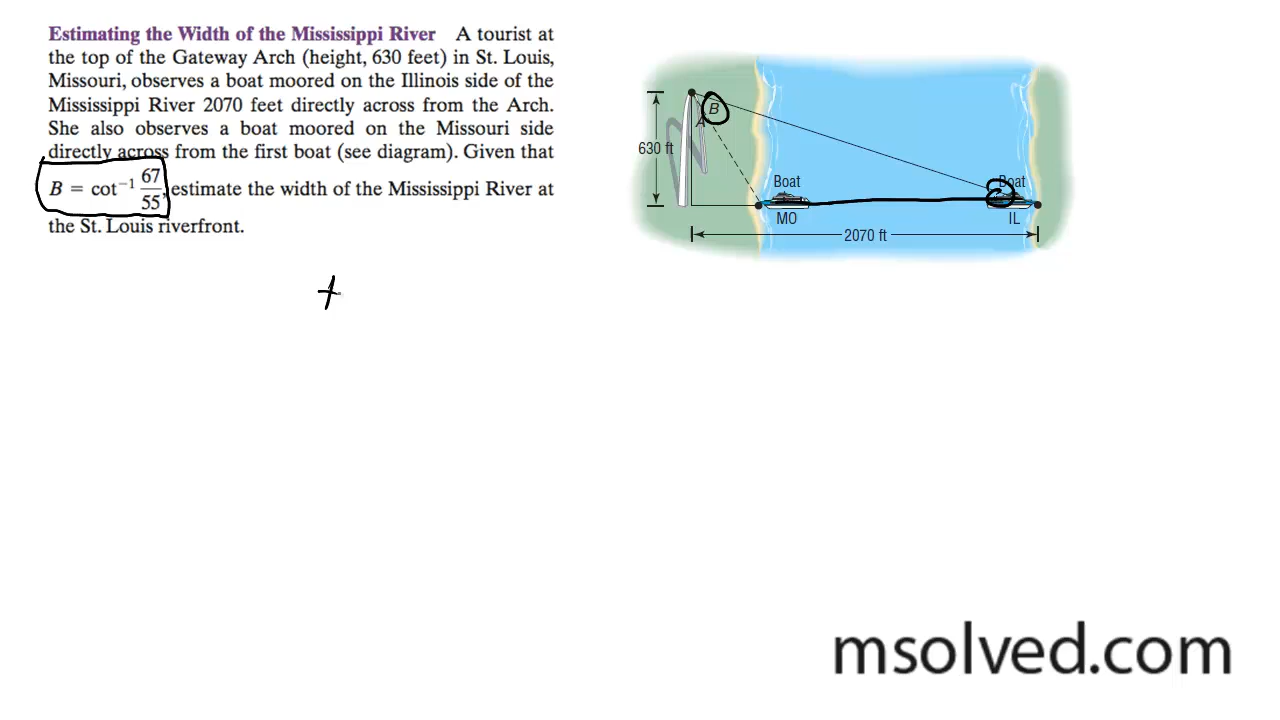 Estimating the Width of the Mississippi River A tourist at
the top of the Gateway Arch (height, 630 feet) in St. Louis,
Missouri, observes a boat moored on the Illinois side of the
Mississippi River 2070 feet directly across from the Arch.
She also observes a boat moored on the Missouri side
directly across from the first boat (see diagram). Given that
B = cot⁻¹ 67/55, estimate the width of the Mississippi River at
the St. Louis riverfront.
+
B
A
630 ft
Boat
Boat
MO
IL
2070 ft
msolved.com